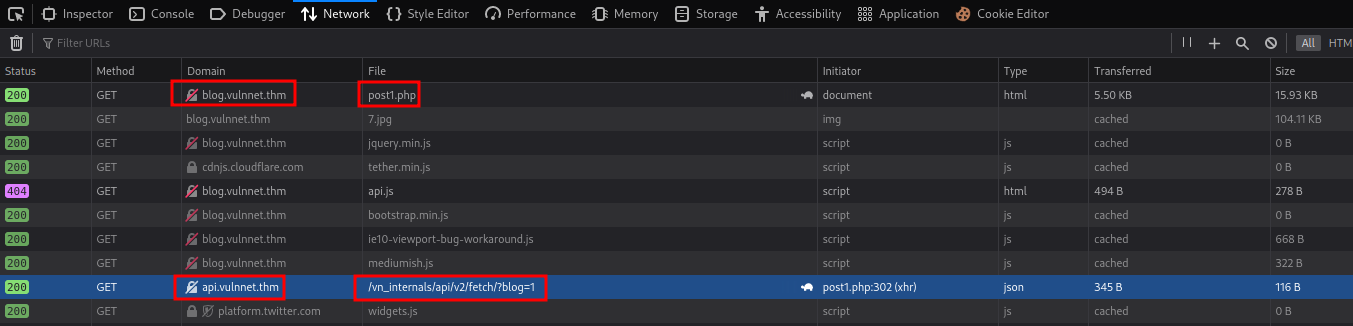 Inspector Console Debugger Network Style Editor Performance Memory Storage Accessibility Application Cookie Editor
Filter URLs All HTM
Status Method Domain File Initiator Type Transferred Size
200 GET blog.vulnnet.thm post1.php document html 5.50 KB 15.93 KB
200 GET blog.vulnnet.thm 7.jpg img cached 104.11 KB
200 GET blog.vulnnet.thm jquery.min.js script js cached 0 B
200 GET cdnjs.cloudflare.com tether.min.js script js cached 0 B
404 GET blog.vulnnet.thm api.js script html 494 B 278 B
200 GET blog.vulnnet.thm bootstrap.min.js script js cached 0 B
200 GET blog.vulnnet.thm ie10-viewport-bug-workaround.js script js cached 668 B
200 GET blog.vulnnet.thm mediumish.js script js cached 322 B
200 GET api.vulnnet.thm /vn_internals/api/v2/fetch/?blog=1 post1.php:302 (xhr) json 345 B 116 B
200 GET platform.twitter.com widgets.js script js cached 0 B